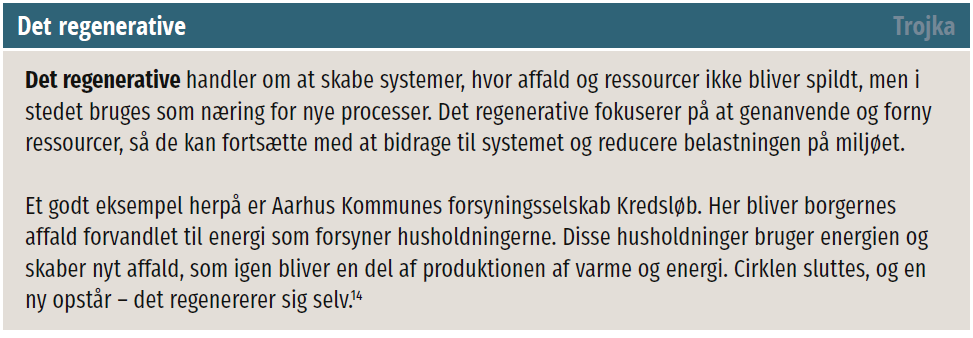 Det regenerative
Trojka
Det regenerative handler om at skabe systemer, hvor affald og ressourcer ikke bliver spildt, men i
stedet bruges som næring for nye processer. Det regenerative fokuserer på at genanvende og forny
ressourcer, så de kan fortsætte med at bidrage til systemet og reducere belastningen på miljøet.
Et godt eksempel herpå er Aarhus Kommunes forsyningsselskab Kredsløb. Her bliver borgernes
affald forvandlet til energi som forsyner husholdningerne. Disse husholdninger bruger energien og
skaber nyt affald, som igen bliver en del af produktionen af varme og energi. Cirklen sluttes, og en
ny opstår – det regenererer sig selv.¹⁴